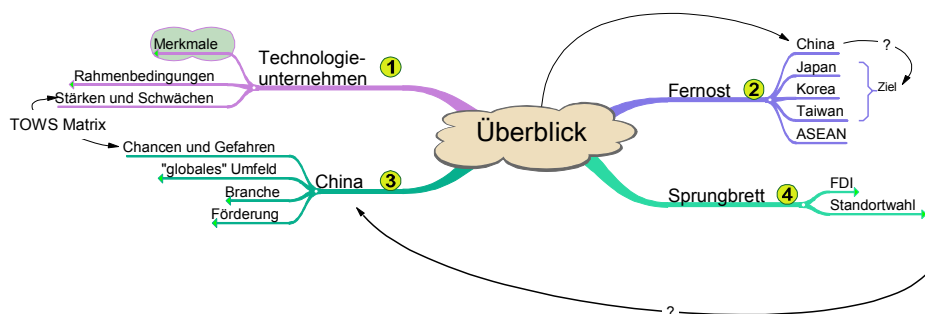 Überblick
Technologie-
unternehmen
1
Merkmale
Rahmenbedingungen
Stärken und Schwächen
TOWS Matrix
Fernost
2
China
?
Japan
Korea
Taiwan
Ziel
ASEAN
China
3
Chancen und Gefahren
"globales" Umfeld
Branche
Förderung
Sprungbrett
4
FDI
Standortwahl
?